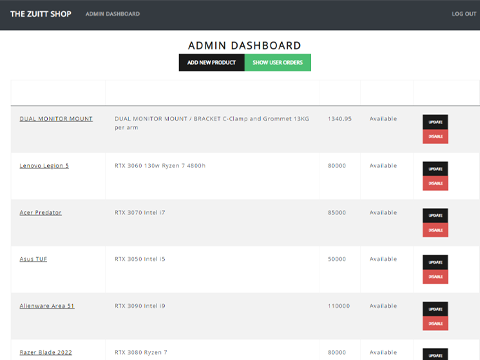 THE ZUITT SHOP ADMIN DASHBOARD LOG OUT
ADMIN DASHBOARD
ADD NEW PRODUCT SHOW USER ORDERS
DUAL MONITOR MOUNT DUAL MONITOR MOUNT / BRACKET C-Clamp and Grommet 13KG 1340.95 Available UPDATE
per arm
DISABLE
Lenovo Legion 5 RTX 3060 130w Ryzen 7 4800h 80000 Available UPDATE
DISABLE
Acer Predator RTX 3070 Intel i7 85000 Available UPDATE
DISABLE
Asus TUF RTX 3050 Intel i5 50000 Available UPDATE
DISABLE
Alienware Area 51 RTX 3090 Intel i9 110000 Available UPDATE
DISABLE
Razer Blade 2022 RTX 3080 Ryzen 7 80000 Available UPDATE